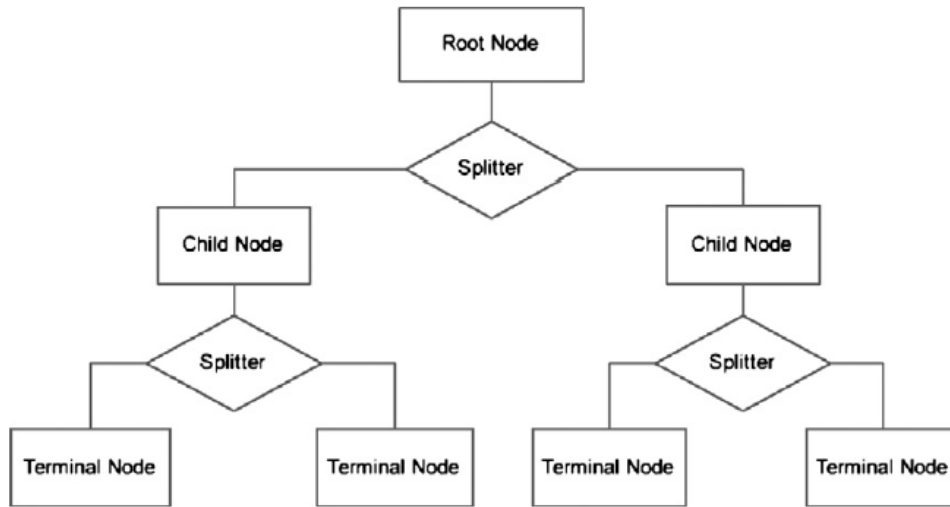 Root Node
Splitter
Child Node
Child Node
Splitter
Splitter
Terminal Node
Terminal Node
Terminal Node
Terminal Node